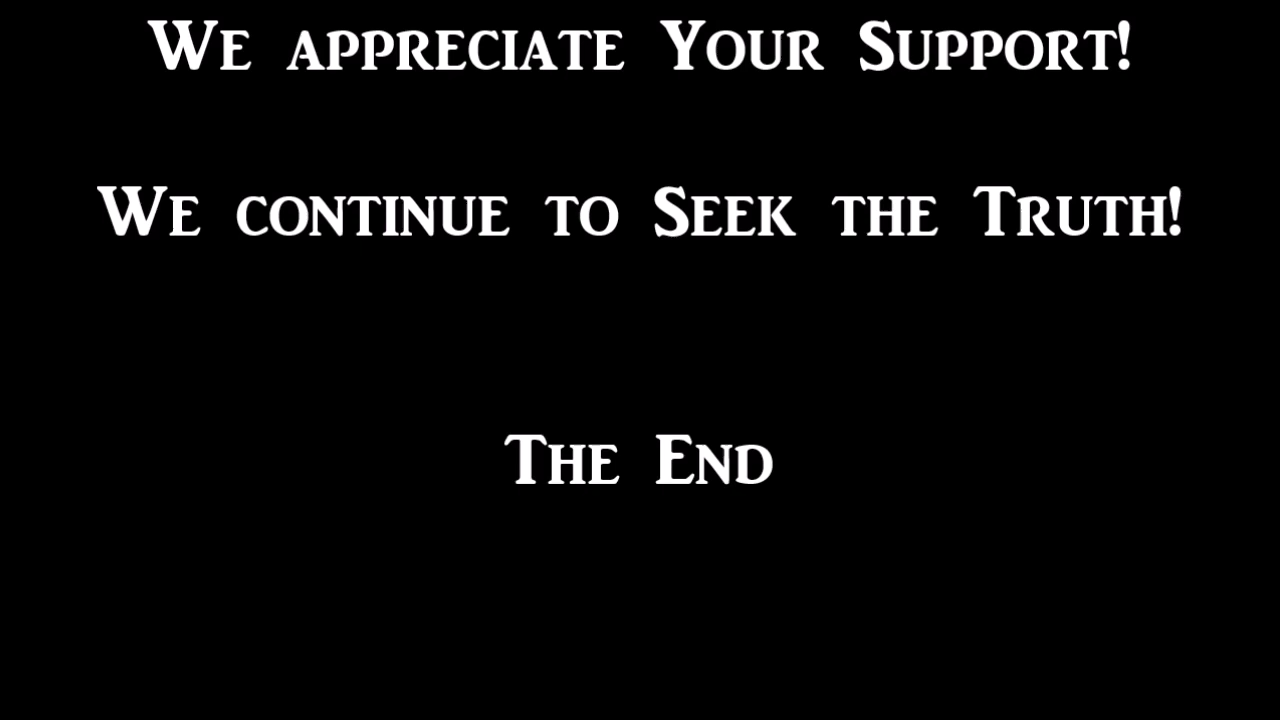 We appreciate Your Support!
We continue to Seek the Truth!
The End